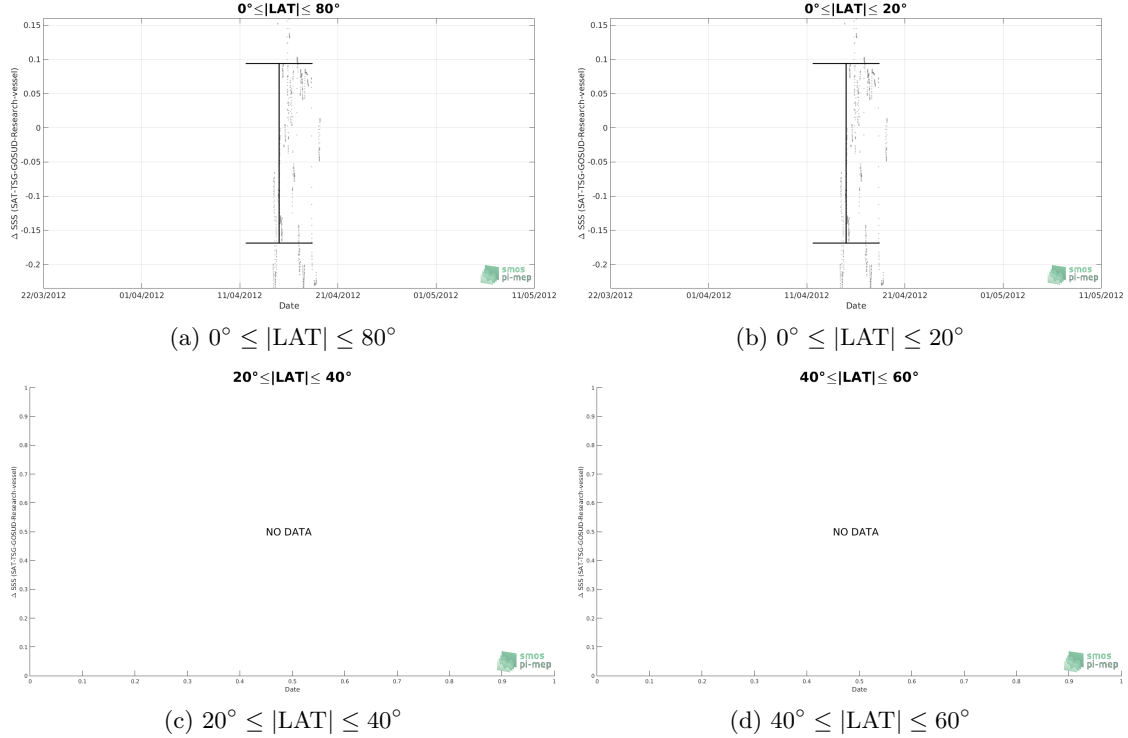 0°≤|LAT|≤ 80°
0.15
0.1
0.05
0
-0.05
-0.1
-0.15
-0.2
Δ SSS (SAT-TSG-GOSUD-Research-vessel)
22/03/2012 01/04/2012 11/04/2012 21/04/2012 01/05/2012 11/05/2012
Date
smos
pi-mep
(a) 0° ≤ |LAT| ≤ 80°
0°≤|LAT|≤ 20°
0.15
0.1
0.05
0
-0.05
-0.1
-0.15
-0.2
Δ SSS (SAT-TSG-GOSUD-Research-vessel)
22/03/2012 01/04/2012 11/04/2012 21/04/2012 01/05/2012 11/05/2012
Date
smos
pi-mep
(b) 0° ≤ |LAT| ≤ 20°
20°≤|LAT|≤ 40°
1
0.9
0.8
0.7
0.6
0.5
0.4
0.3
0.2
0.1
0
Δ SSS (SAT-TSG-GOSUD-Research-vessel)
NO DATA
0 0.1 0.2 0.3 0.4 0.5 0.6 0.7 0.8 0.9 1
Date
smos
pi-mep
(c) 20° ≤ |LAT| ≤ 40°
40°≤|LAT|≤ 60°
1
0.9
0.8
0.7
0.6
0.5
0.4
0.3
0.2
0.1
0
Δ SSS (SAT-TSG-GOSUD-Research-vessel)
NO DATA
0 0.1 0.2 0.3 0.4 0.5 0.6 0.7 0.8 0.9 1
Date
smos
pi-mep
(d) 40° ≤ |LAT| ≤ 60°